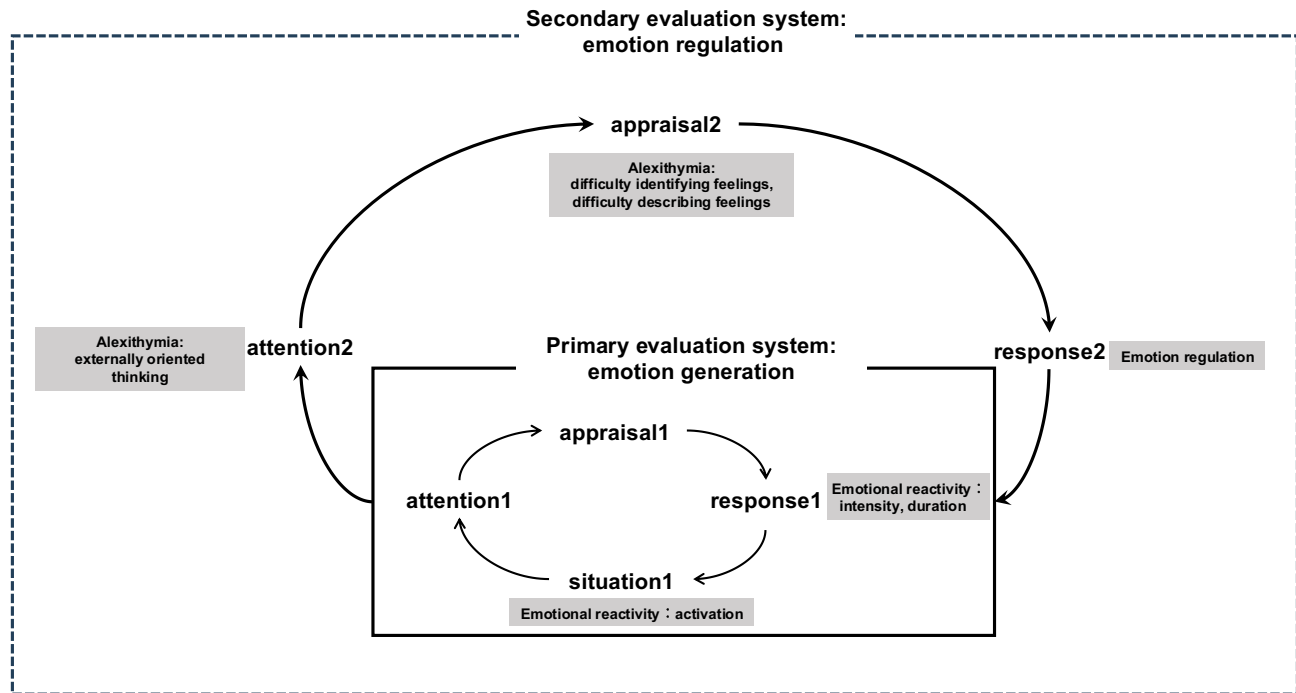 Secondary evaluation system:
emotion regulation
appraisal2
Alexithymia:
difficulty identifying feelings,
difficulty describing feelings
Alexithymia:
externally oriented
thinking
attention2
Primary evaluation system:
emotion generation
response2
Emotion regulation
appraisal1
attention1
response1
Emotional reactivity：
intensity, duration
situation1
Emotional reactivity：activation